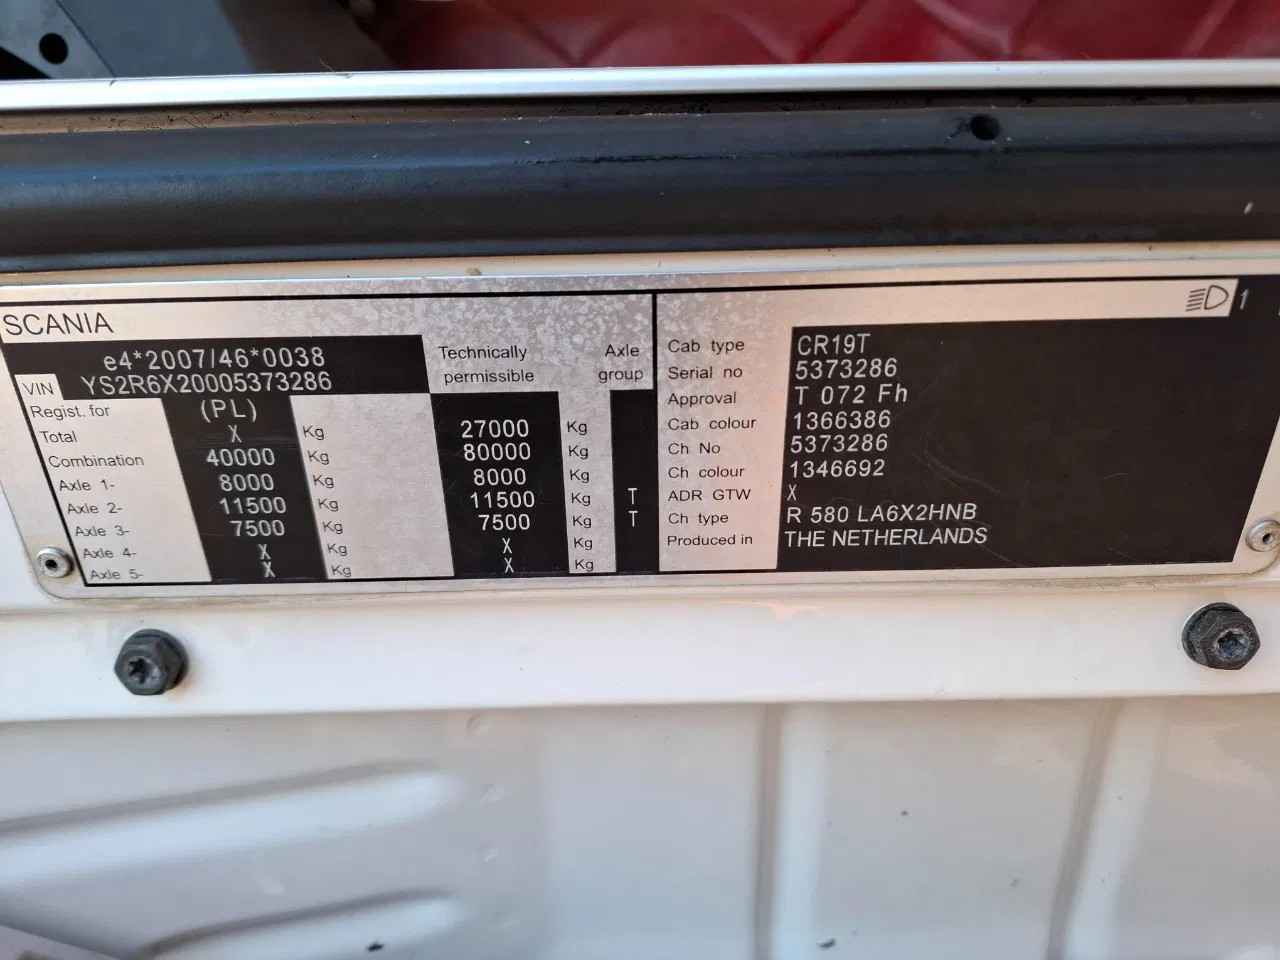 SCANIA
e4*2007/46*0038
VIN YS2R6X20005373286
Regist. for (PL)
Technically permissible
Axle group
Total X Kg 27000 Kg
Combination 40000 Kg 80000 Kg
Axle 1- 8000 Kg 8000 Kg
Axle 2- 11500 Kg 11500 Kg T
Axle 3- 7500 Kg 7500 Kg T
Axle 4- X Kg X Kg
Axle 5- X Kg X Kg
1
Cab type CR19T
Serial no 5373286
Approval T 072 Fh
Cab colour 1366386
Ch No 5373286
Ch colour 1346692
ADR GTW X
Ch type R 580 LA6X2HNB
Produced in THE NETHERLANDS